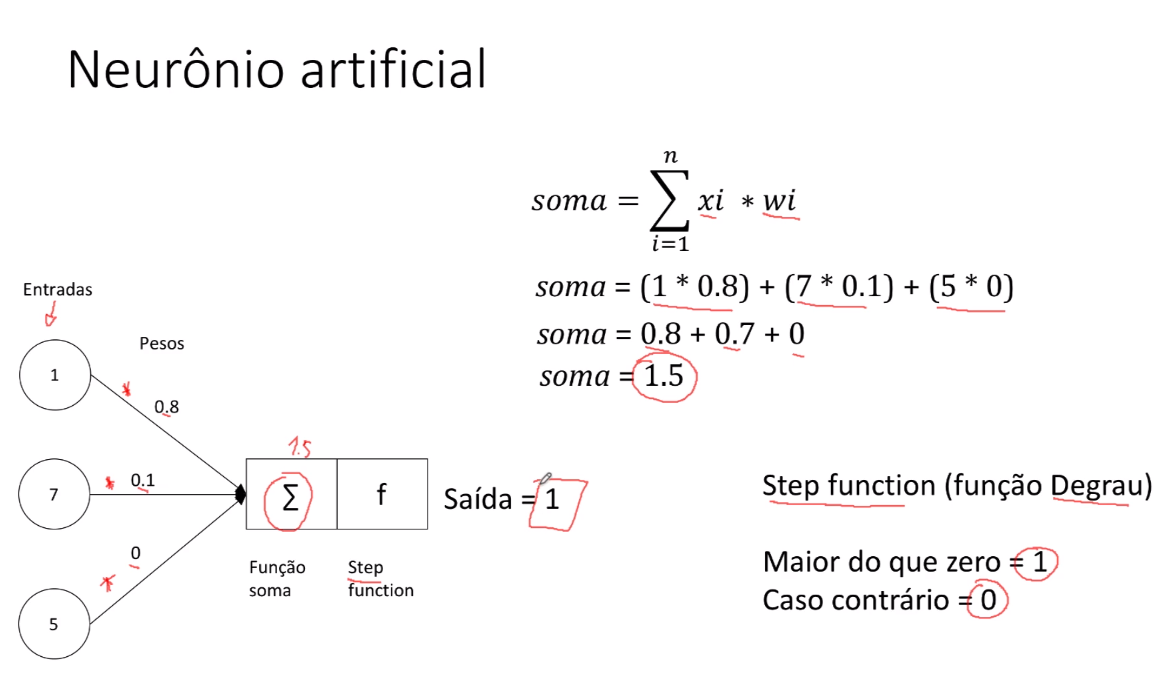 Neurônio artificial
n
soma = ∑ xi * wi
i=1
soma = (1 * 0.8) + (7 * 0.1) + (5 * 0)
soma = 0.8 + 0.7 + 0
soma = 1.5
Entradas
Pesos
1
0.8
7
0.1
5
0
1.5
∑
f
Saída = 1
Função
soma
Step
function
Step function (função Degrau)
Maior do que zero = 1
Caso contrário = 0